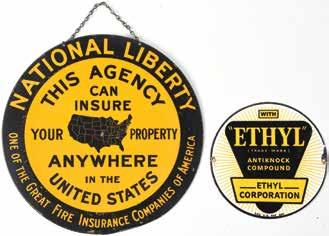 NATIONAL LIBERTY
THIS AGENCY
CAN
INSURE
YOUR PROPERTY
ANYWHERE
IN THE
UNITED STATES
ONE OF THE GREAT FIRE INSURANCE COMPANIES OF AMERICA
WITH
"ETHYL"
TRADE MARK
ANTIKNOCK
COMPOUND
ETHYL
CORPORATION